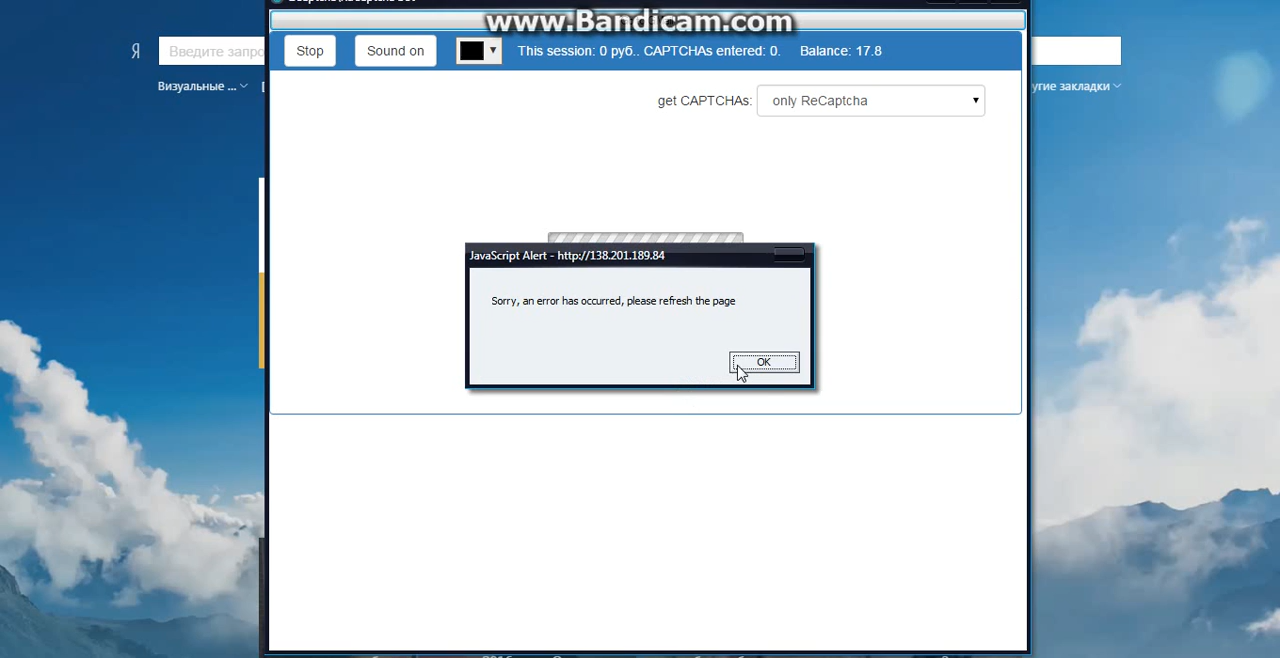 www.Bandicam.com
Stop
Sound on
This session: 0 руб.. CAPTCHAs entered: 0.
Balance: 17.8
Я
Введите запро
Визуальные ...
угие закладки
get CAPTCHAs:
only ReCaptcha
JavaScript Alert - http://138.201.189.84
Sorry, an error has occurred, please refresh the page
OK